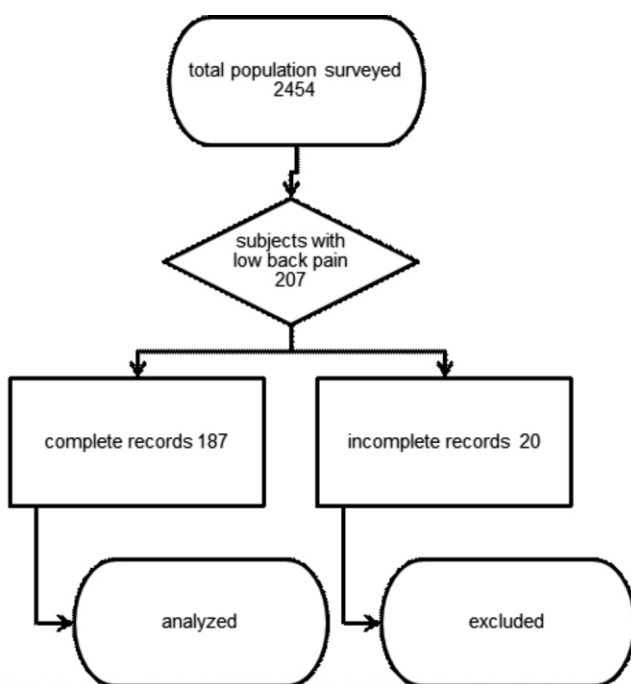 total population surveyed
2454
subjects with
low back pain
207
complete records 187
incomplete records 20
analyzed
excluded